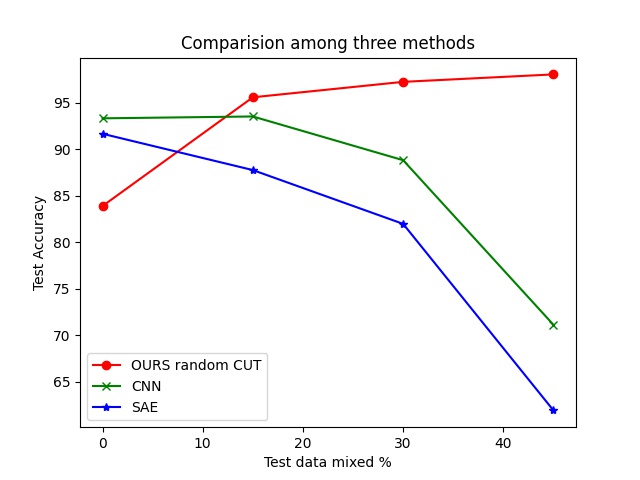 Comparision among three methods
95
90
85
80
75
70
65
Test Accuracy
OURS random CUT
CNN
SAE
0 10 20 30 40
Test data mixed %